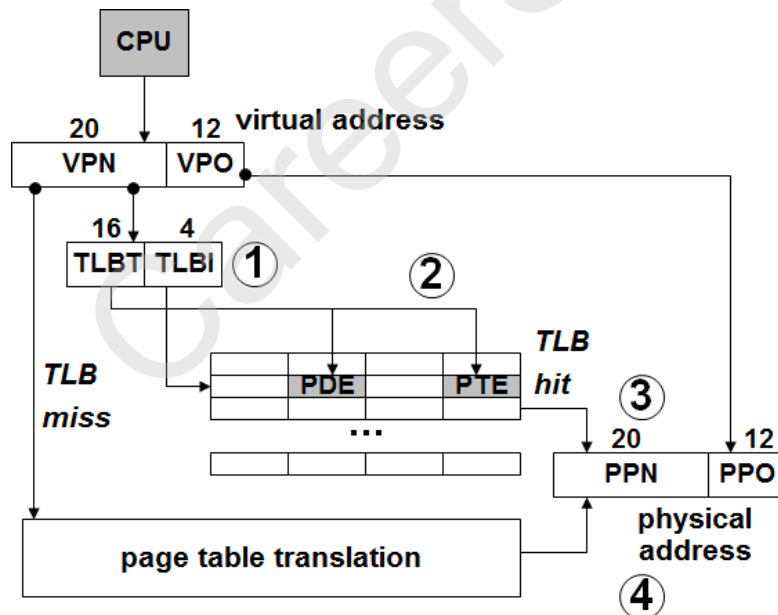 CPU
virtual address
20 12
VPN VPO
16 4
TLBT TLBI
1
2
TLB
hit
PDE PTE
TLB
miss
...
3
20 12
PPN PPO
page table translation
physical
address
4
Career